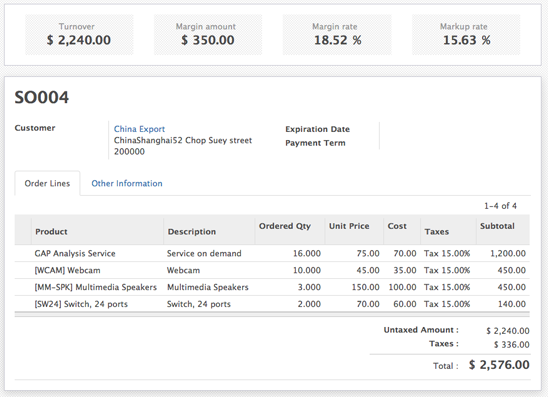 Turnover
$ 2,240.00
Margin amount
$ 350.00
Margin rate
18.52 %
Markup rate
15.63 %
SO004
Customer
China Export
ChinaShanghai52 Chop Suey street
200000
Expiration Date
Payment Term
Order Lines Other Information
1-4 of 4
Product Description Ordered Qty Unit Price Cost Taxes Subtotal
GAP Analysis Service Service on demand 16.000 75.00 70.00 Tax 15.00% 1,200.00
[WCAM] Webcam Webcam 10.000 45.00 35.00 Tax 15.00% 450.00
[MM-SPK] Multimedia Speakers Multimedia Speakers 3.000 150.00 100.00 Tax 15.00% 450.00
[SW24] Switch, 24 ports Switch, 24 ports 2.000 70.00 60.00 Tax 15.00% 140.00
Untaxed Amount : $ 2,240.00
Taxes : $ 336.00
Total : $ 2,576.00